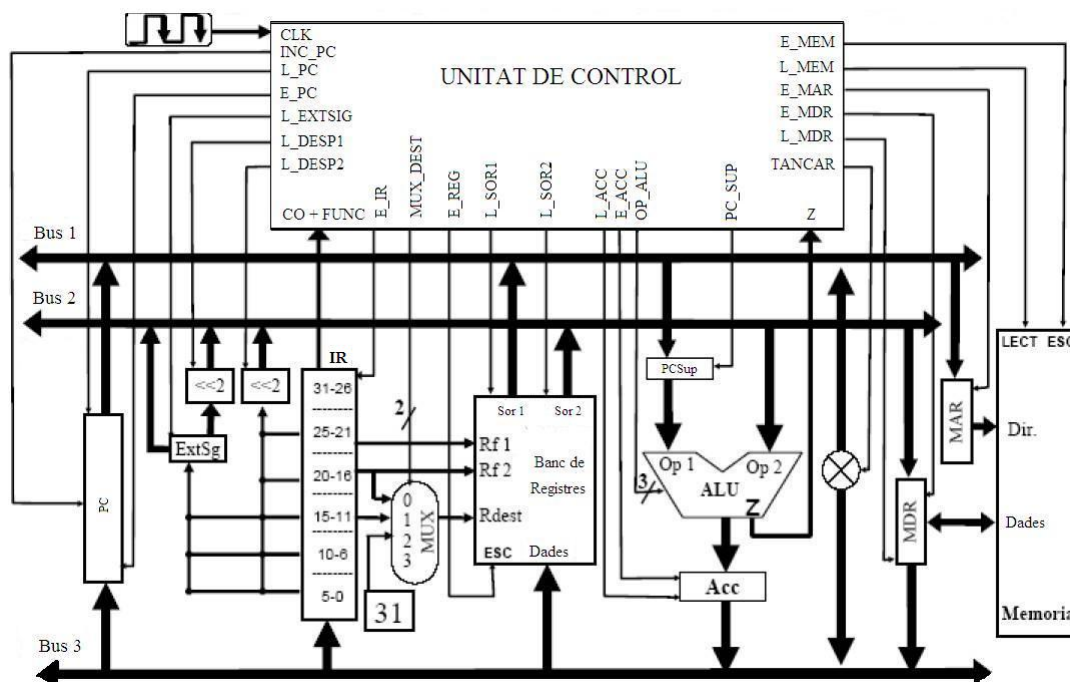 CLK
INC_PC
L_PC
E_PC
L_EXTSIG
L_DESP1
L_DESP2
UNITAT DE CONTROL
E_MEM
L_MEM
E_MAR
E_MDR
L_MDR
TANCAR
CO + FUNC
E_IR
MUX_DEST
E_REG
L_SOR1
L_SOR2
L_ACC
E_ACC
OP_ALU
PC_SUP
Z
Bus 1
Bus 2
IR
<<2
<<2
31-26
25-21
20-16
15-11
10-6
5-0
ExtSg
PC
2
0
1
2
3
MUX
31
Sor 1
Sor 2
Rf 1
Rf 2
Banc de
Registres
Rdest
ESC
Dades
PCSup
Op 1
Op 2
ALU
3
Z
Acc
MAR
MDR
LECT ESC
Dir.
Dades
Memoria
Bus 3